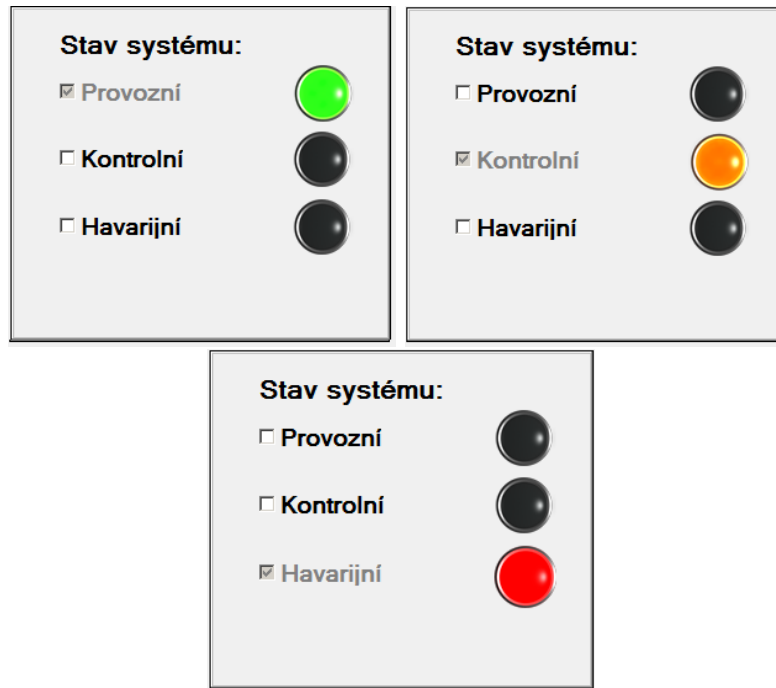 Stav systému:
Provozní
Kontrolní
Havarijní
Stav systému:
Provozní
Kontrolní
Havarijní
Stav systému:
Provozní
Kontrolní
Havarijní